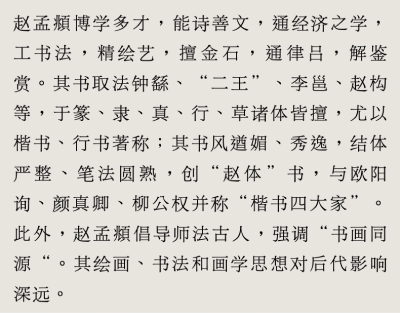 赵孟頫博学多才，能诗善文，通经济之学，
工书法，精绘艺，擅金石，通律吕，解鉴
赏。其书取法钟繇、“二王”、李邕、赵构
等，于篆、隶、真、行、草诸体皆擅，尤以
楷书、行书著称；其书风遒媚、秀逸，结体
严整、笔法圆熟，创“赵体”书，与欧阳
询、颜真卿、柳公权并称“楷书四大家”。
此外，赵孟頫倡导师法古人，强调“书画同
源“。其绘画、书法和画学思想对后代影响
深远。